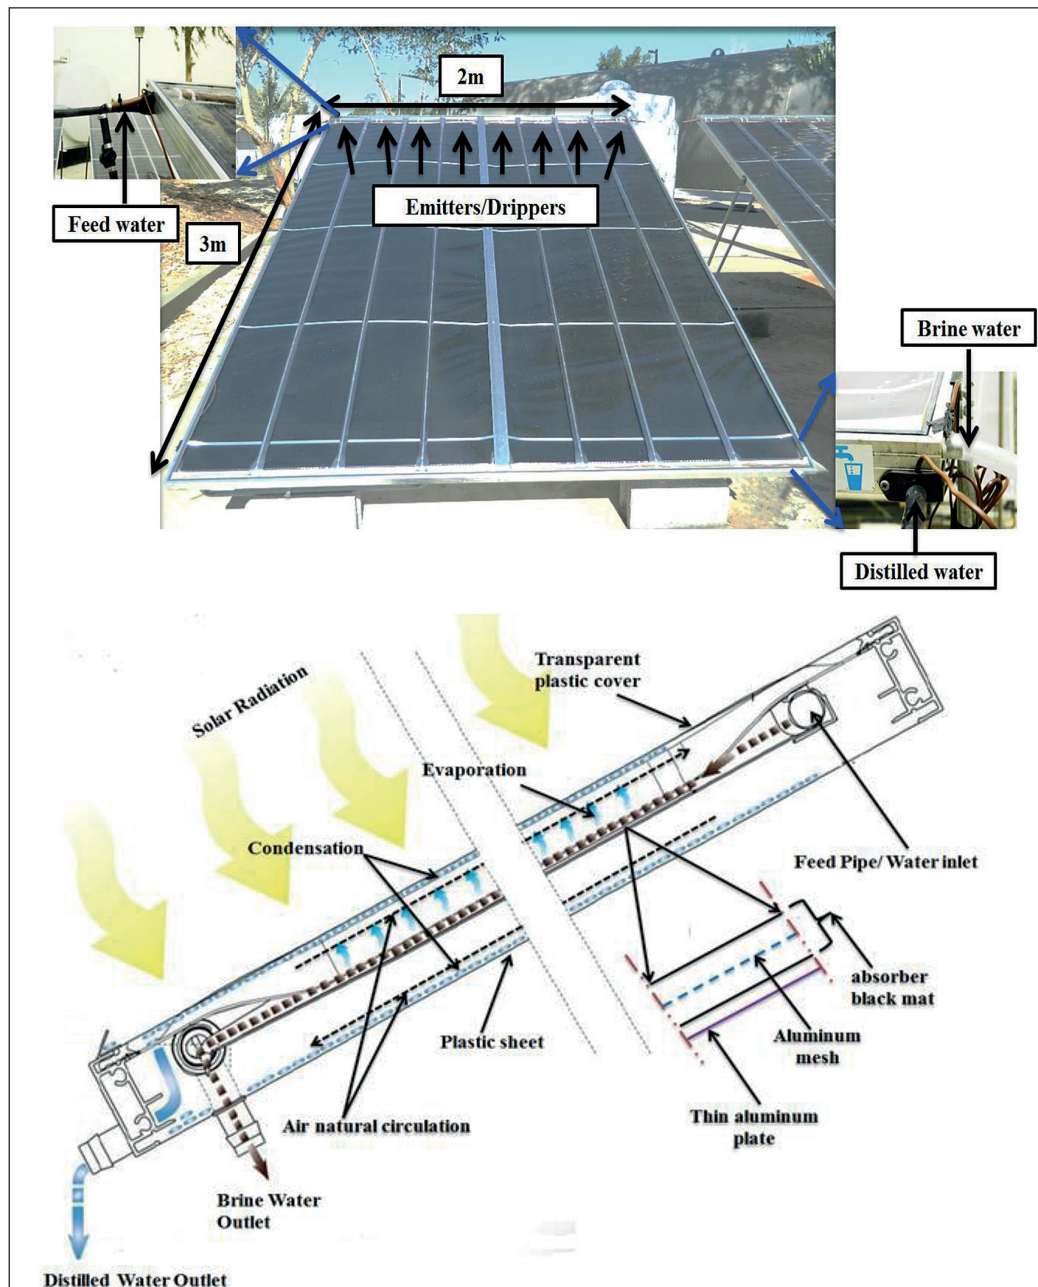 2m
Emitters/Drippers
Feed water
3m
Brine water
Distilled water
Transparent
plastic cover
Solar Radiation
Evaporation
Condensation
Feed Pipe/ Water inlet
absorber
black mat
Plastic sheet
Aluminum
mesh
Air natural circulation
Thin aluminum
plate
Brine Water
Outlet
Distilled Water Outlet